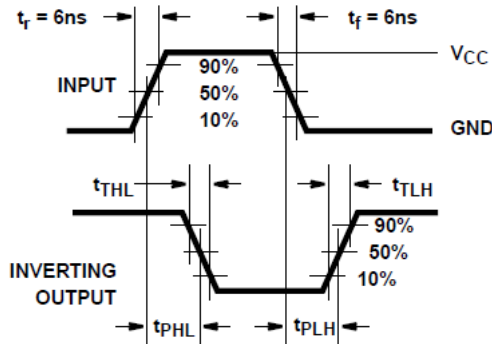 tr = 6ns
tf = 6ns
VCC
90%
INPUT
50%
10%
GND
tTHL
tTLH
90%
50%
INVERTING
OUTPUT
10%
tPHL
tPLH